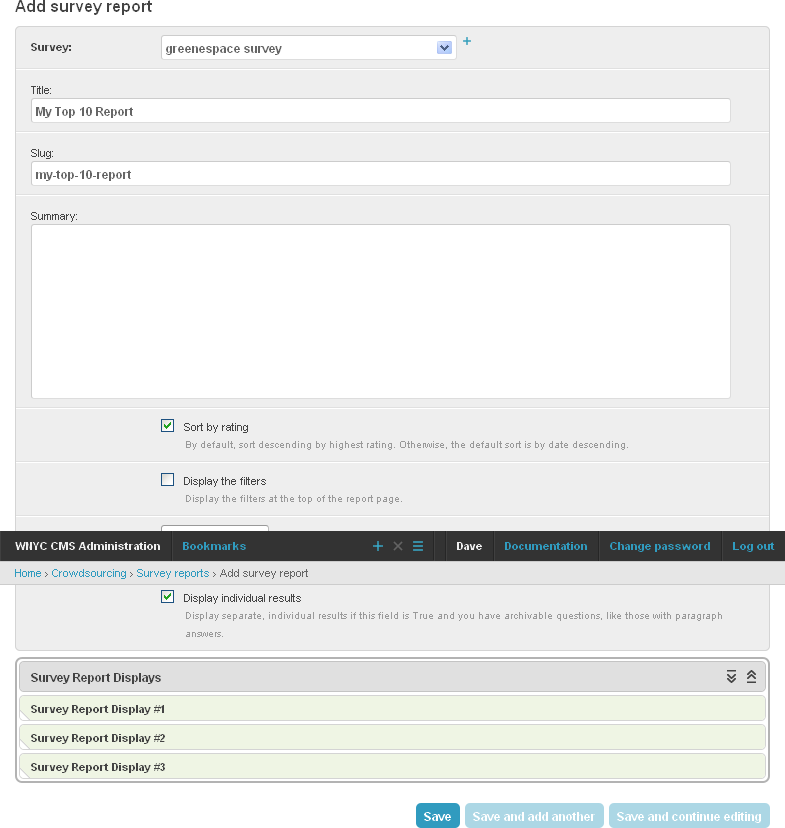 Add survey report
Survey:
greenespace survey
Title:
My Top 10 Report
Slug:
my-top-10-report
Summary:
Sort by rating
By default, sort descending by highest rating. Otherwise, the default sort is by date descending.
Display the filters
Display the filters at the top of the report page.
WNYC CMS Administration Bookmarks Dave Documentation Change password Log out
Home › Crowdsourcing › Survey reports › Add survey report
Display individual results
Display separate, individual results if this field is True and you have archivable questions, like those with paragraph
answers.
Survey Report Displays
Survey Report Display #1
Survey Report Display #2
Survey Report Display #3
Save Save and add another Save and continue editing